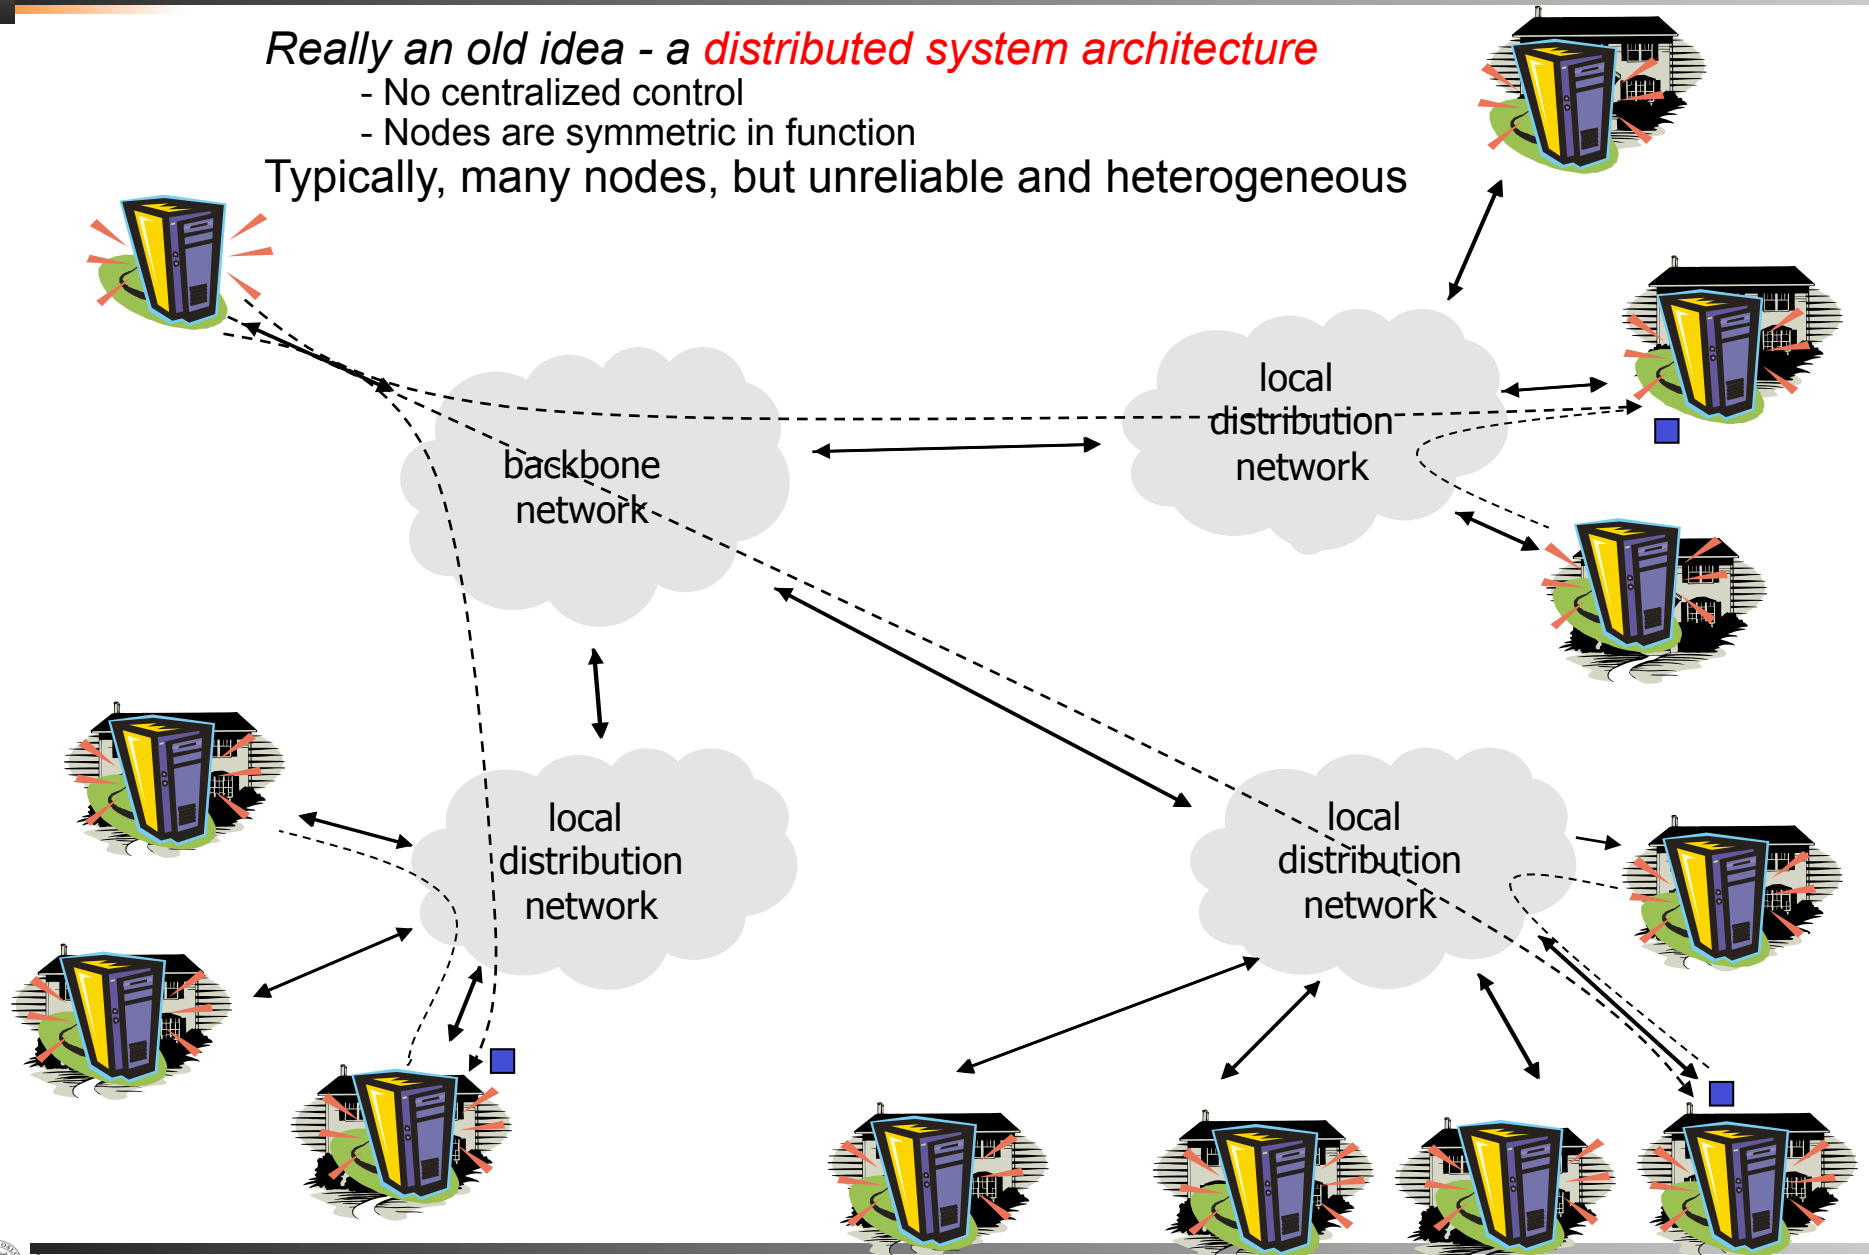 Really an old idea - a distributed system architecture
- No centralized control
- Nodes are symmetric in function
Typically, many nodes, but unreliable and heterogeneous
local
distribution
network
backbone
network
local
distribution
network
local
distribution
network